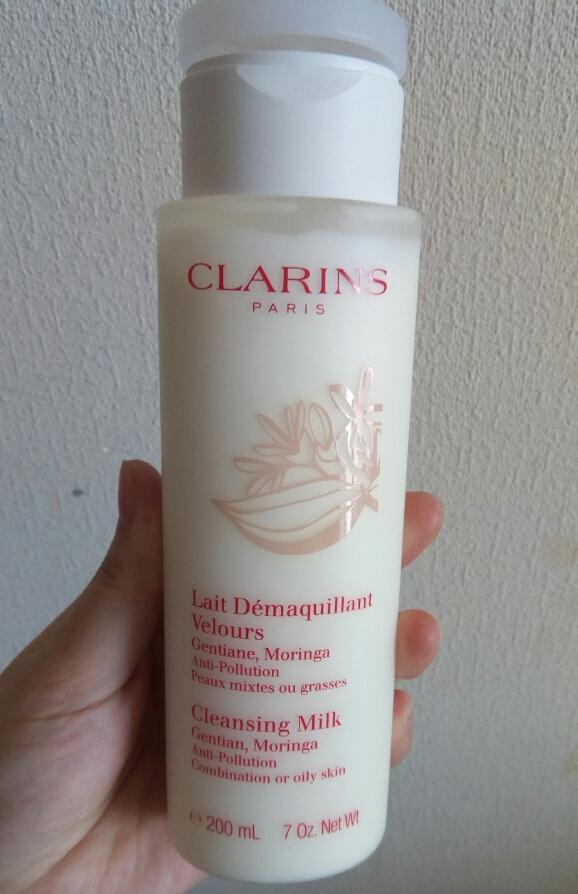 CLARINS
PARIS
Lait Démaquillant
Velours
Gentiane, Moringa
Anti-Pollution
Peaux mixtes ou grasses
Cleansing Milk
Gentian, Moringa
Anti-Pollution
Combination or oily skin
℮ 200 mL 7 Oz. Net Wt.